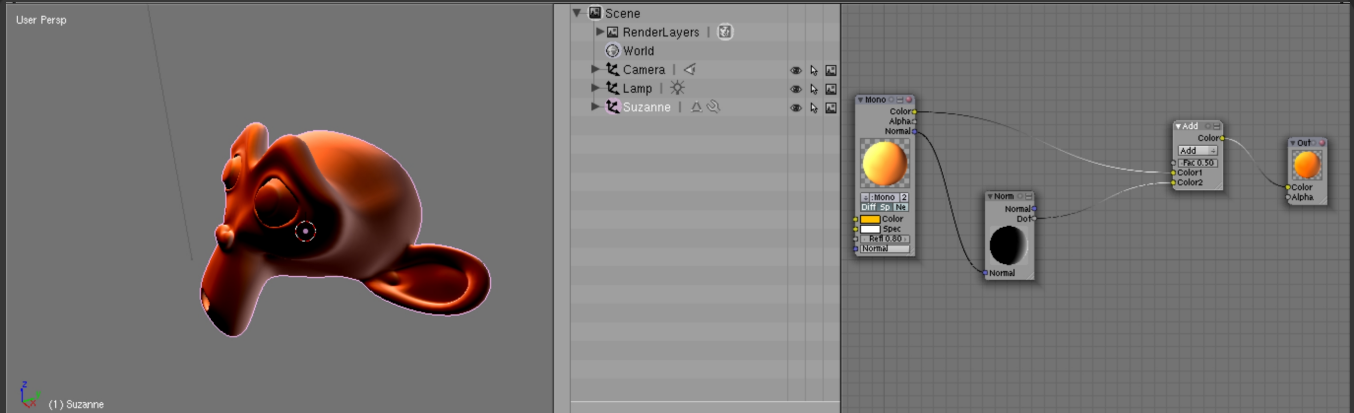 User Persp
(1) Suzanne
Z
Scene
RenderLayers |
World
Camera |
Lamp |
Suzanne |
Mono
Color
Alpha
Normal
:Mono 2
Diff Sp Ne
Color
Spec
Refl 0.80
Normal
Norm
Normal
Dot
Normal
Add
Color
Add
Fac 0.50
Color1
Color2
Out
Color
Alpha